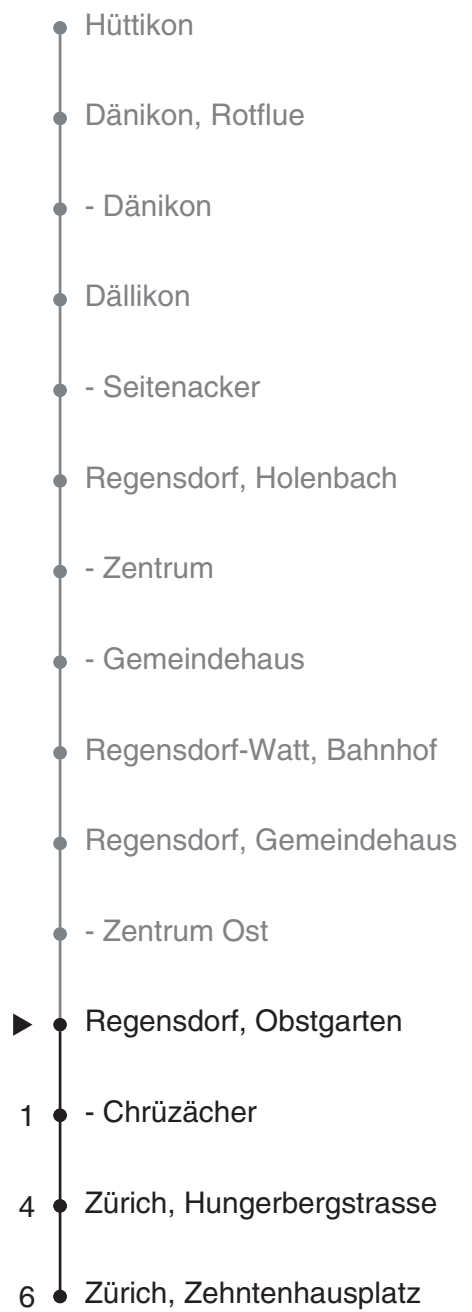 Hüttikon
Dänikon, Rotflue
- Dänikon
Dällikon
- Seitenacker
Regensdorf, Holenbach
- Zentrum
- Gemeindehaus
Regensdorf-Watt, Bahnhof
Regensdorf, Gemeindehaus
- Zentrum Ost
Regensdorf, Obstgarten
1 - Chrüzächer
4 Zürich, Hungerbergstrasse
6 Zürich, Zehntenhausplatz